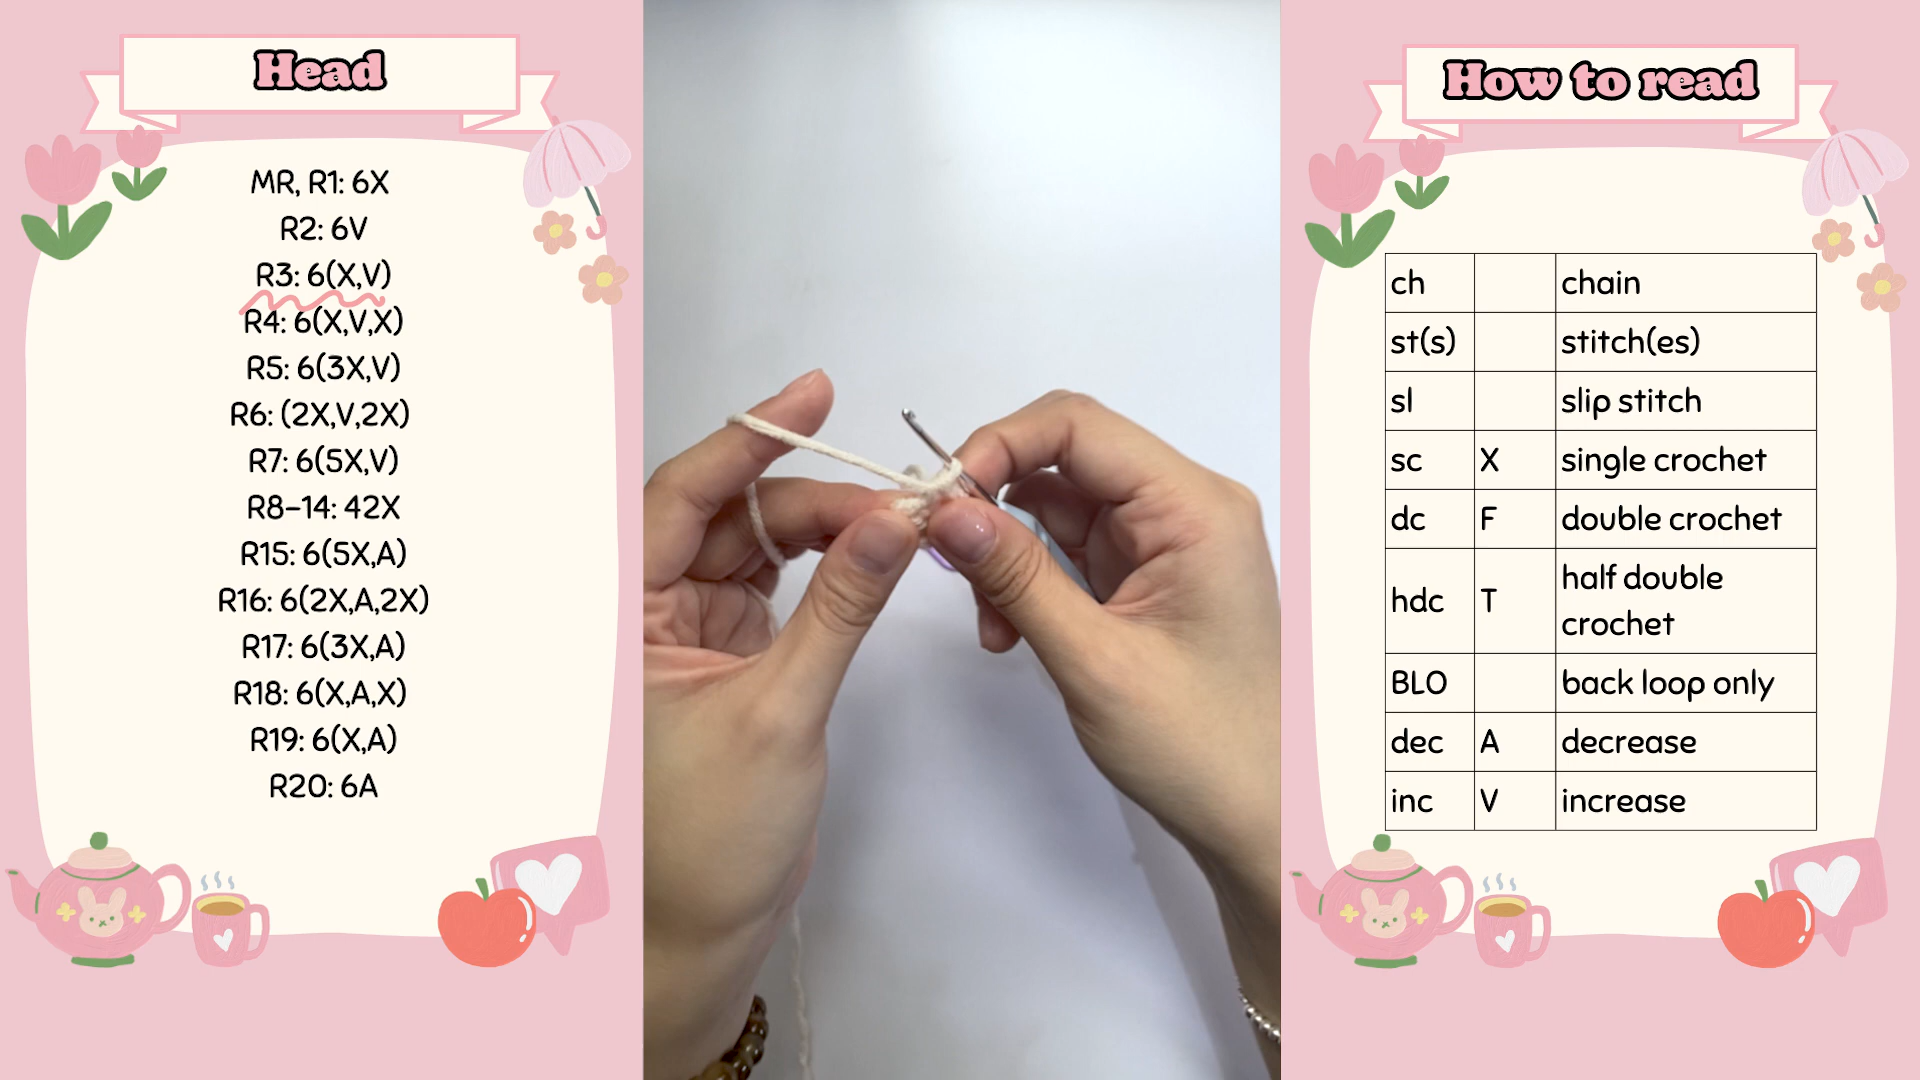 Head
MR, R1: 6X
R2: 6V
R3: 6(X,V)
R4: 6(X,V,X)
R5: 6(3X,V)
R6: (2X,V,2X)
R7: 6(5X,V)
R8-14: 42X
R15: 6(5X,A)
R16: 6(2X,A,2X)
R17: 6(3X,A)
R18: 6(X,A,X)
R19: 6(X,A)
R20: 6A
How to read
ch chain
st(s) stitch(es)
sl slip stitch
sc X single crochet
dc F double crochet
hdc T half double
crochet
BLO back loop only
dec A decrease
inc V increase